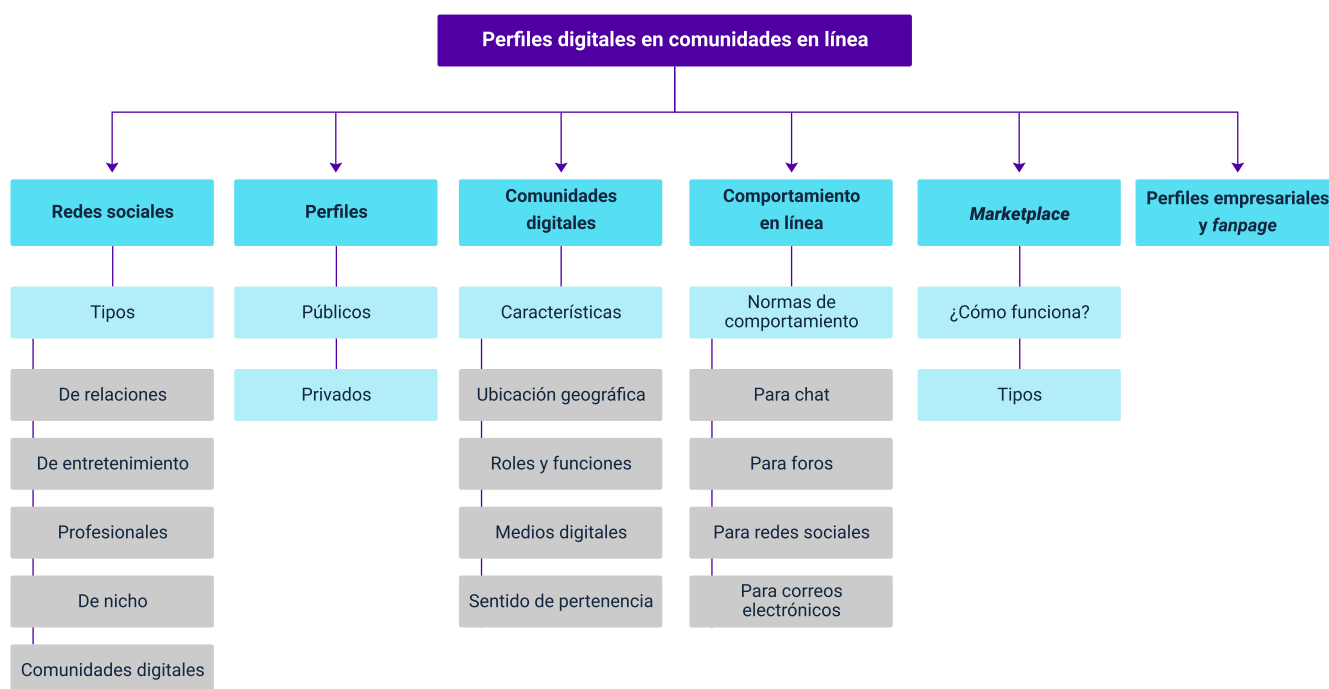 Perfiles digitales en comunidades en línea
Redes sociales
Perfiles
Comunidades
digitales
Comportamiento
en línea
Marketplace
Perfiles empresariales
y fanpage
Tipos
Públicos
Características
Normas de
comportamiento
¿Cómo funciona?
De relaciones
Privados
Ubicación geográfica
Para chat
Tipos
De entretenimiento
Roles y funciones
Para foros
Profesionales
Medios digitales
Para redes sociales
De nicho
Sentido de pertenencia
Para correos
electrónicos
Comunidades digitales